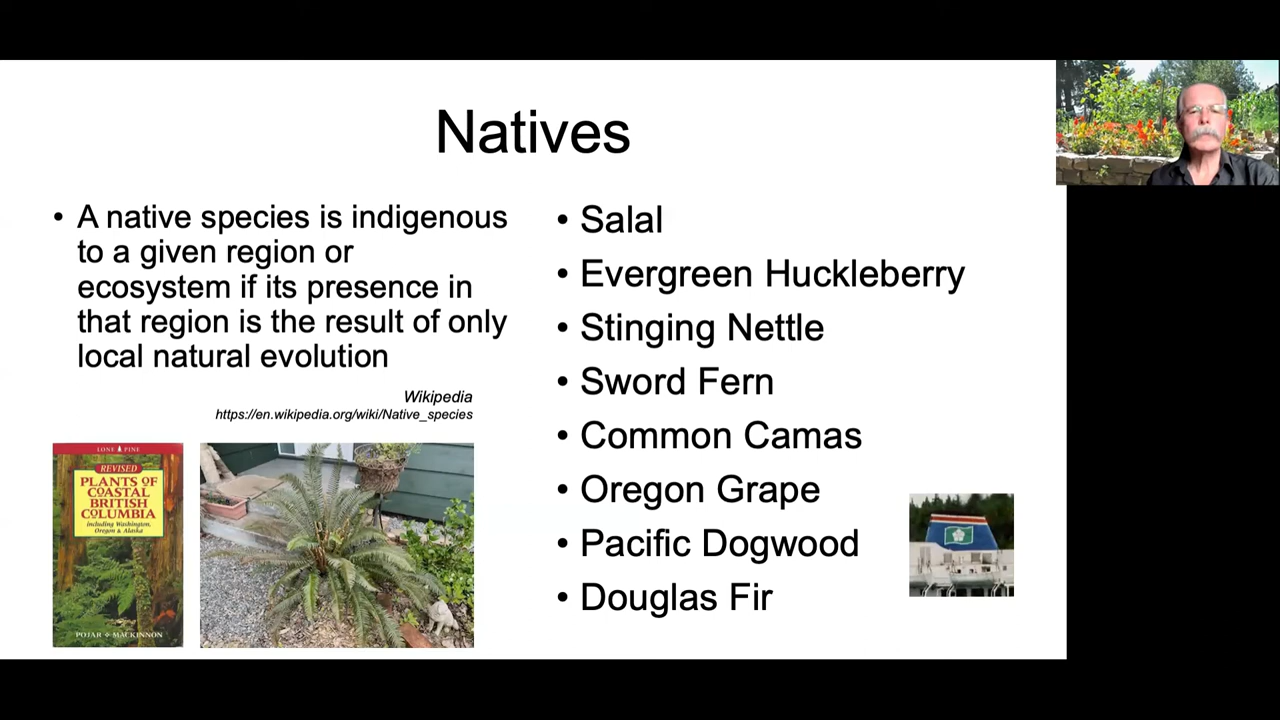 Natives
• A native species is indigenous
to a given region or
ecosystem if its presence in
that region is the result of only
local natural evolution
Wikipedia
https://en.wikipedia.org/wiki/Native_species
LONE PINE
REVISED
PLANTS OF
COASTAL
BRITISH
COLUMBIA
including Washington,
Oregon & Alaska
POJAR ❖ MACKINNON
• Salal
• Evergreen Huckleberry
• Stinging Nettle
• Sword Fern
• Common Camas
• Oregon Grape
• Pacific Dogwood
• Douglas Fir